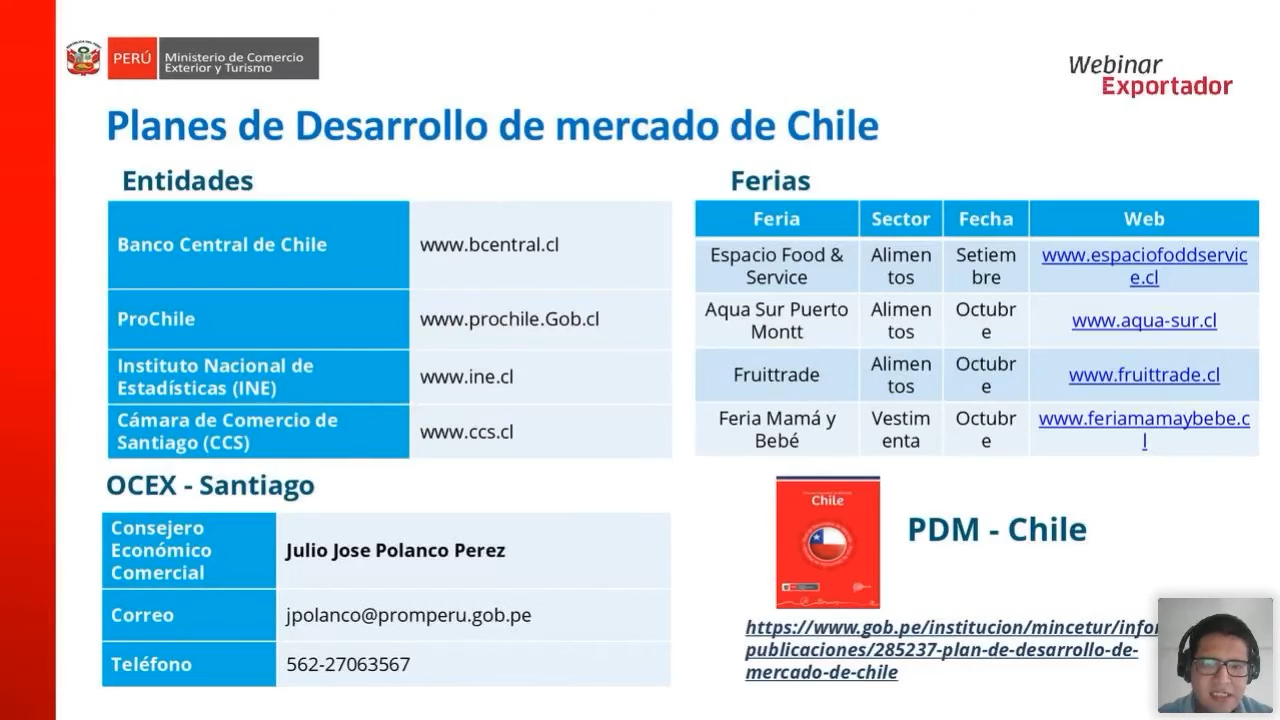 PERÚ
Ministerio de Comercio
Exterior y Turismo
Webinar
Exportador
Planes de Desarrollo de mercado de Chile
Entidades
Banco Central de Chile
www.bcentral.cl
ProChile
www.prochile.Gob.cl
Instituto Nacional de
Estadísticas (INE)
www.ine.cl
Cámara de Comercio de
Santiago (CCS)
www.ccs.cl
OCEX - Santiago
Consejero
Económico
Comercial
Julio Jose Polanco Perez
Correo
jpolanco@promperu.gob.pe
Teléfono
562-27063567
Ferias
Feria
Sector
Fecha
Web
Espacio Food &
Service
Alimen
tos
Setiem
bre
www.espaciofoddservic
e.cl
Aqua Sur Puerto
Montt
Alimen
tos
Octubr
e
www.aqua-sur.cl
Fruittrade
Alimen
tos
Octubr
e
www.fruittrade.cl
Feria Mamá y
Bebé
Vestim
enta
Octubr
e
www.feriamamaybebe.c
l
Chile
PDM - Chile
https://www.gob.pe/institucion/mincetur/infor
publicaciones/285237-plan-de-desarrollo-de-
mercado-de-chile